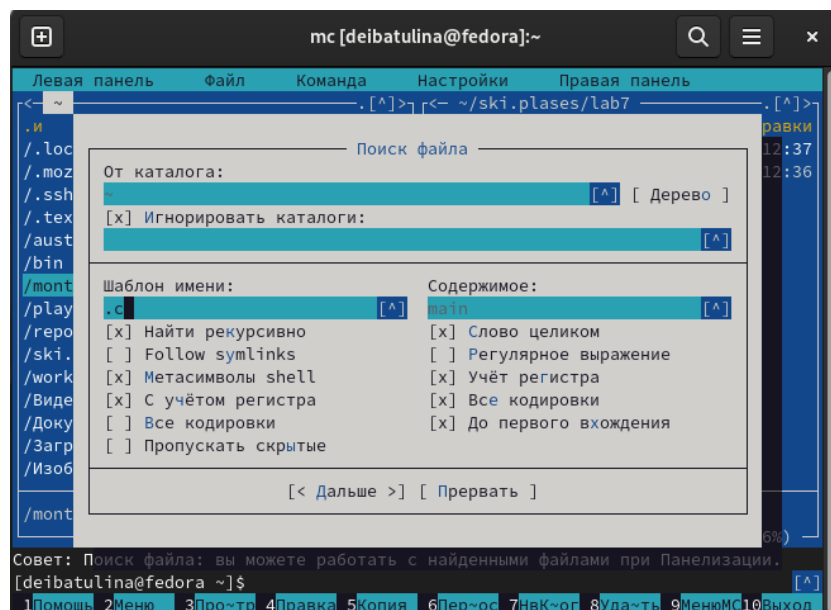 mc [deibatulina@fedora]:~
Левая панель Файл Команда Настройки Правая панель
<— ~ .[^]> <— ~/ski.plases/lab7 .[^]>
.и равки
/.loc 12:37
/.moz 12:36
/.ssh
/.tex
/aust
/bin
/mont
/play
/repo
/ski.
/work
/Виде
/Доку
/Загр
/Изоб
/mont
6%)
Поиск файла
От каталога:
~ [^] [ Дерево ]
[x] Игнорировать каталоги:
[^]
Шаблон имени: Содержимое:
.c [^] main [^]
[x] Найти рекурсивно [x] Слово целиком
[ ] Follow symlinks [ ] Регулярное выражение
[x] Метасимволы shell [x] Учёт регистра
[x] С учётом регистра [x] Все кодировки
[ ] Все кодировки [x] До первого вхождения
[ ] Пропускать скрытые
[< Дальше >] [ Прервать ]
Совет: Поиск файла: вы можете работать с найденными файлами при Панелизации.
[deibatulina@fedora ~]$ [^]
1Помощь 2Меню 3Про~тр 4Правка 5Копия 6Пер~ос 7НвК~ог 8Уда~ть 9МенюМС 10Выход